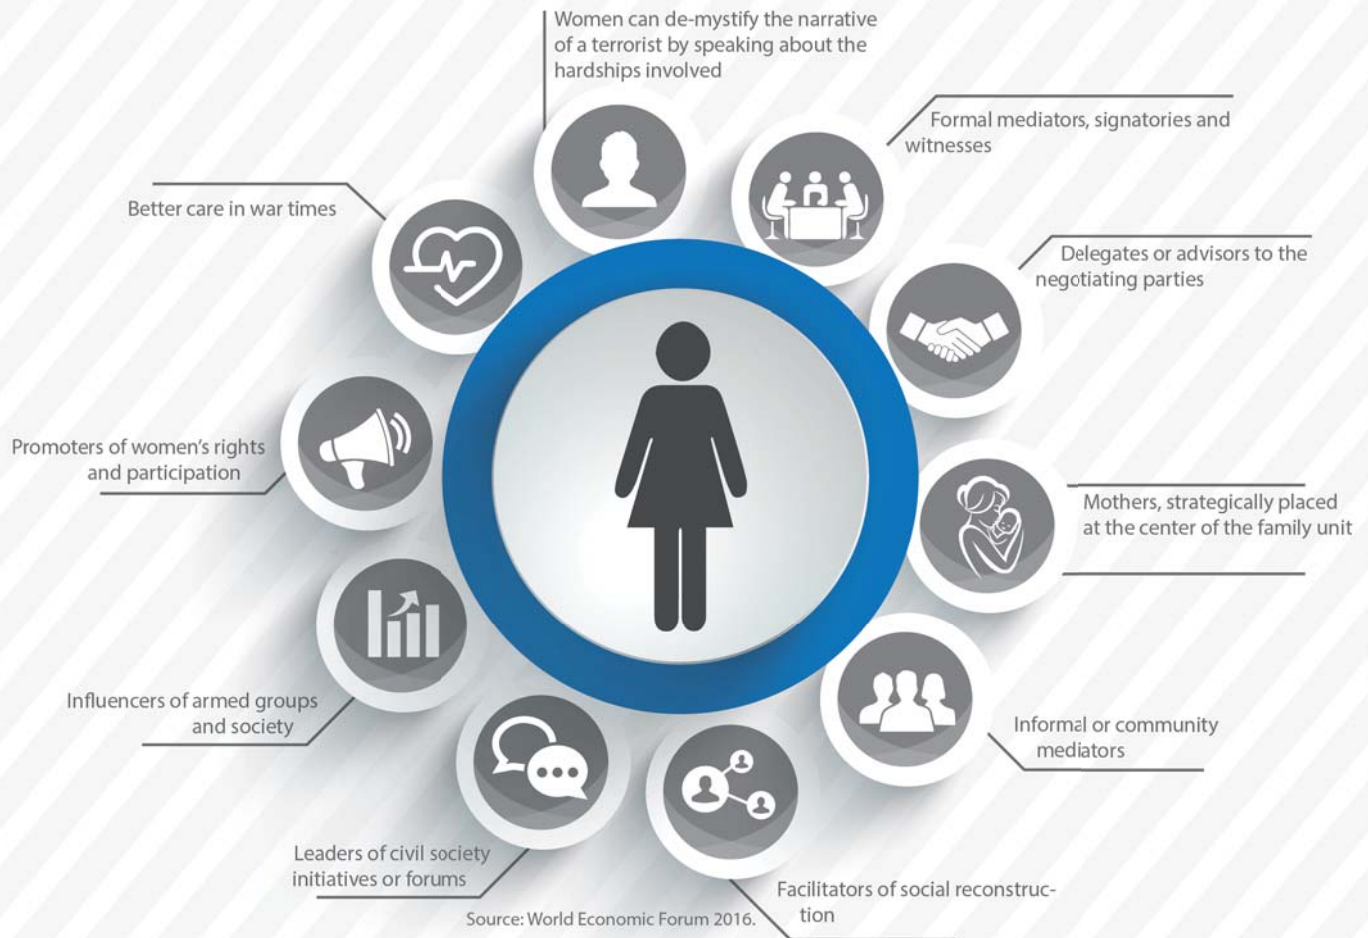 Women can de-mystify the narrative
of a terrorist by speaking about the
hardships involved
Formal mediators, signatories and
witnesses
Delegates or advisors to the
negotiating parties
Mothers, strategically placed
at the center of the family unit
Informal or community
mediators
Facilitators of social reconstruc-
tion
Leaders of civil society
initiatives or forums
Influencers of armed groups
and society
Promoters of women's rights
and participation
Better care in war times
Source: World Economic Forum 2016.